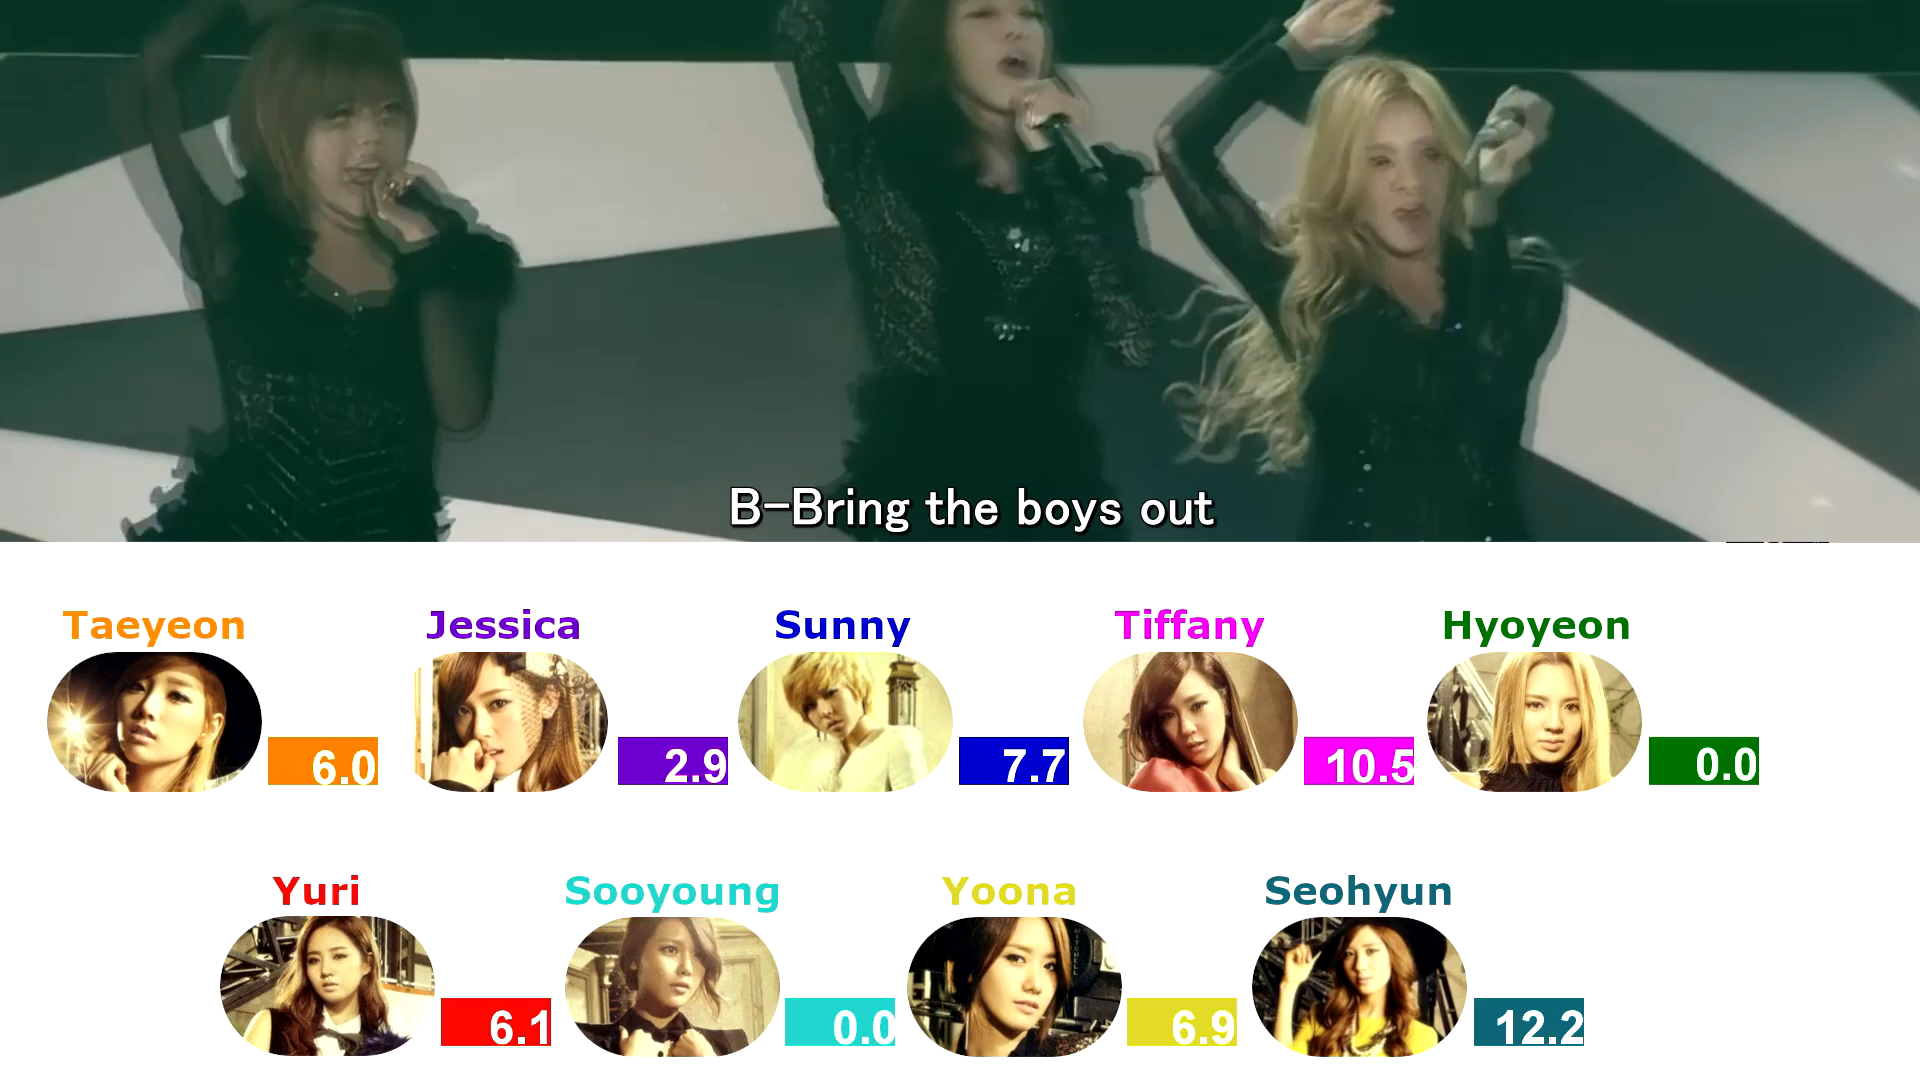 B-Bring the boys out
Taeyeon
Jessica
Sunny
Tiffany
Hyoyeon
6.0
2.9
7.7
10.5
0.0
Yuri
Sooyoung
Yoona
Seohyun
6.1
0.0
6.9
12.2